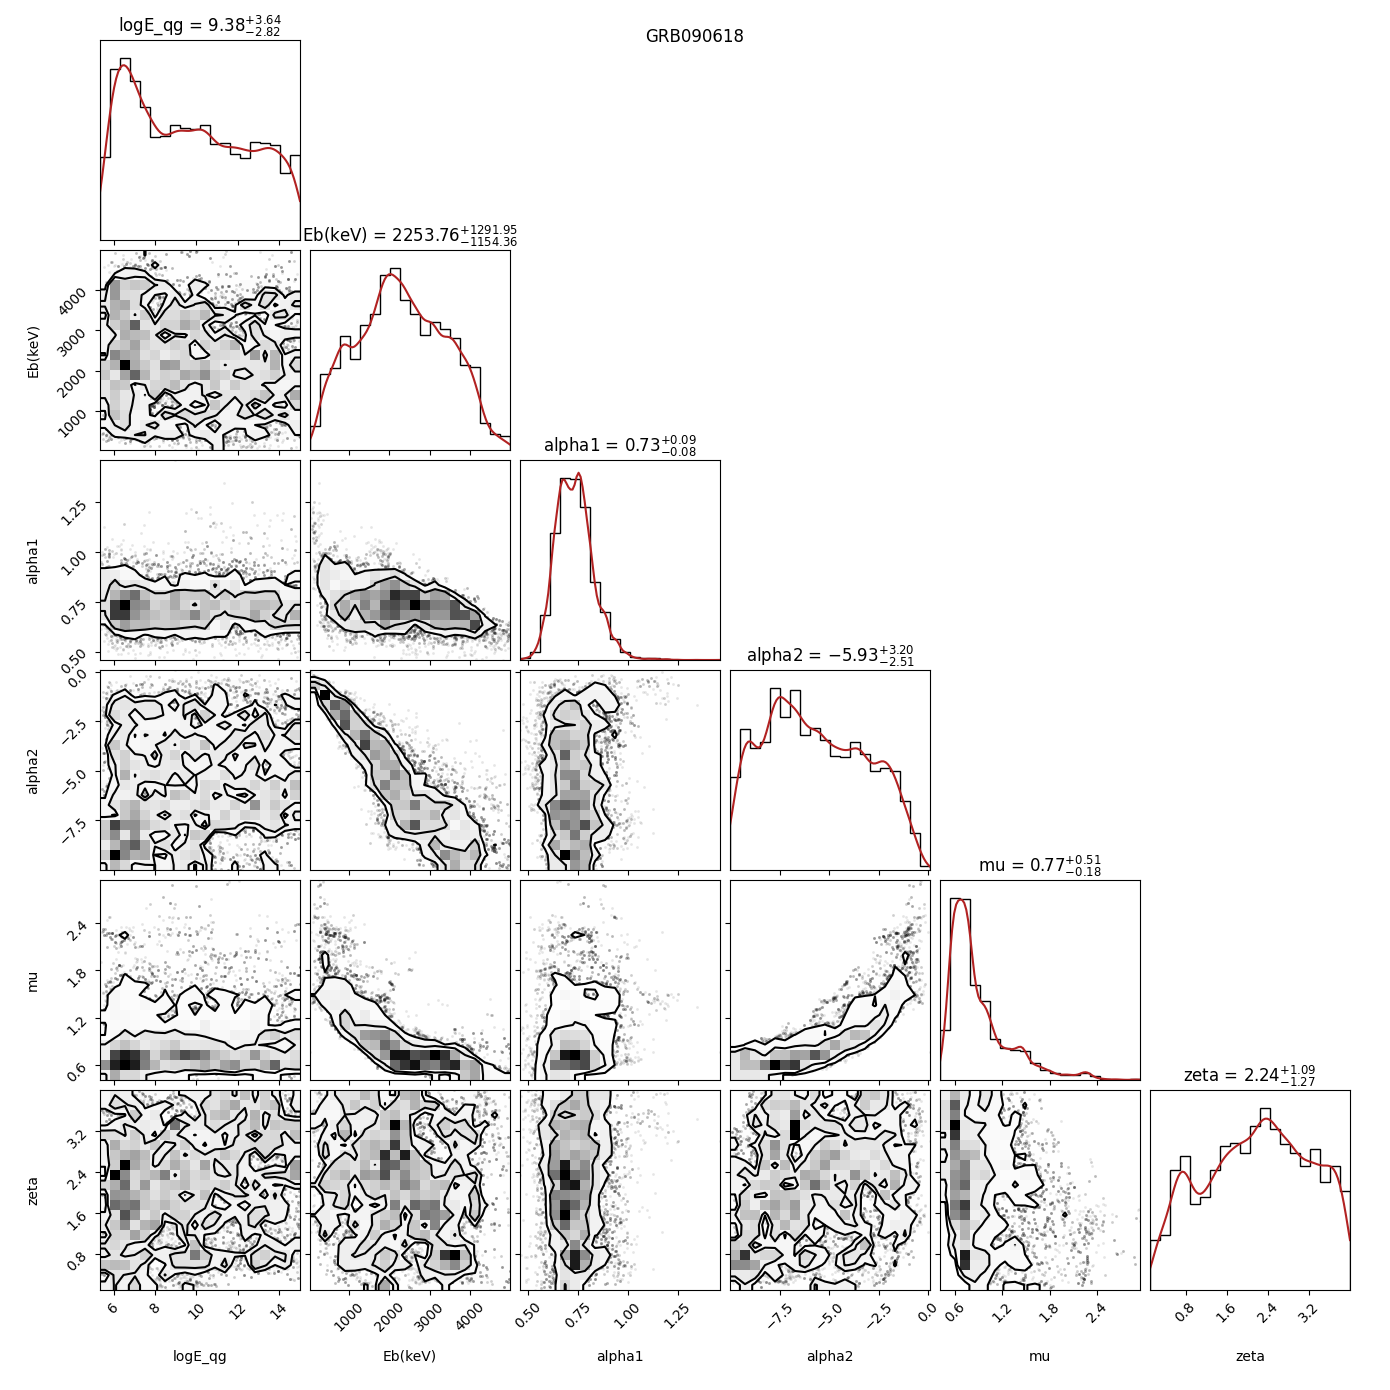 GRB090618
logE_qg = 9.38+3.64 −2.82
Eb(keV) = 2253.76+1291.95 −1154.36
4000
3000
2000
1000
Eb(keV)
alpha1 = 0.73+0.09 −0.08
1.25
1.00
0.75
0.50
alpha1
alpha2 = −5.93+3.20 −2.51
0.0
−2.5
−5.0
−7.5
alpha2
mu = 0.77+0.51 −0.18
2.4
1.8
1.2
0.6
mu
zeta = 2.24+1.09 −1.27
3.2
2.4
1.6
0.8
zeta
6 8 10 12 14
1000 2000 3000 4000
0.50 0.75 1.00 1.25
−7.5 −5.0 −2.5 0.0
0.6 1.2 1.8 2.4
0.8 1.6 2.4 3.2
logE_qg
Eb(keV)
alpha1
alpha2
mu
zeta